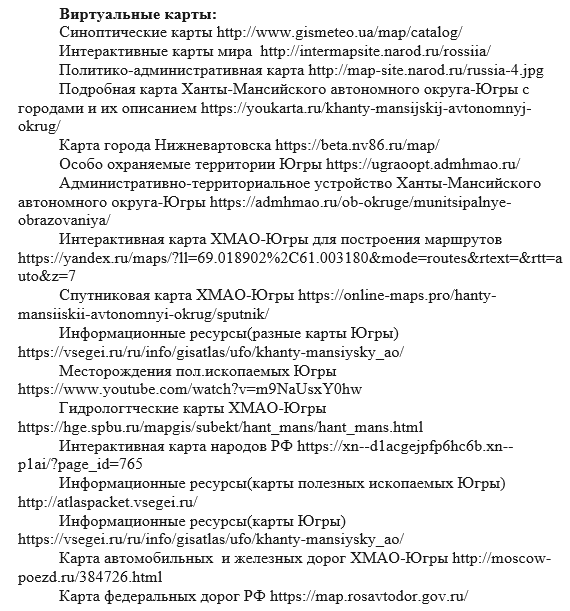 Виртуальные карты:
Синоптические карты http://www.gismeteo.ua/map/catalog/
Интерактивные карты мира  http://intermapsite.narod.ru/rossiia/
Политико-административная карта http://map-site.narod.ru/russia-4.jpg
Подробная карта Ханты-Мансийского автономного округа-Югры с
городами и их описанием https://youkarta.ru/khanty-mansijskij-avtonomnyj-
okrug/
Карта города Нижневартовска https://beta.nv86.ru/map/
Особо охраняемые территории Югры https://ugraoopt.admhmao.ru/
Административно-территориальное устройство Ханты-Мансийского
автономного округа-Югры https://admhmao.ru/ob-okruge/munitsipalnye-
obrazovaniya/
Интерактивная карта ХМАО-Югры для построения маршрутов
https://yandex.ru/maps/?ll=69.018902%2C61.003180&mode=routes&rtext=&rtt=a
uto&z=7
Спутниковая карта ХМАО-Югры https://online-maps.pro/hanty-
mansiiskii-avtonomnyi-okrug/sputnik/
Информационные ресурсы(разные карты Югры)
https://vsegei.ru/ru/info/gisatlas/ufo/khanty-mansiysky_ao/
Месторождения пол.ископаемых Югры
https://www.youtube.com/watch?v=m9NaUsxY0hw
Гидрологтческие карты ХМАО-Югры
https://hge.spbu.ru/mapgis/subekt/hant_mans/hant_mans.html
Интерактивная карта народов РФ https://xn--d1acgejpfp6hc6b.xn--
p1ai/?page_id=765
Информационные ресурсы(карты полезных ископаемых Югры)
http://atlaspacket.vsegei.ru/
Информационные ресурсы(карты Югры)
https://vsegei.ru/ru/info/gisatlas/ufo/khanty-mansiysky_ao/
Карта автомобильных  и железных дорог ХМАО-Югры http://moscow-
poezd.ru/384726.html
Карта федеральных дорог РФ https://map.rosavtodor.gov.ru/